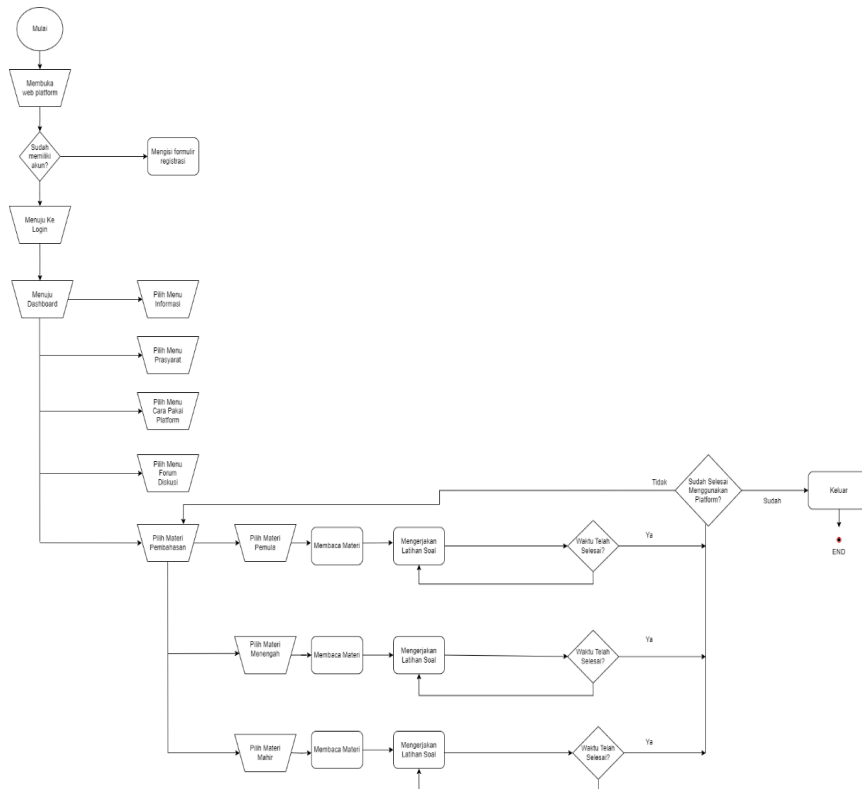 Mulai
Membuka
web platform
Sudah
memiliki
akun?
Mengisi formulir
registrasi
Menuju Ke
Login
Menuju
Dashboard
Pilih Menu
Informasi
Pilih Menu
Prasyarat
Pilih Menu
Cara Pakai
Platform
Pilih Menu
Forum
Diskusi
Tidak
Sudah Selesai
Menggunakan
Platform?
Sudah
Keluar
END
Pilih Materi
Pembahasan
Pilih Materi
Pemula
Membaca Materi
Mengerjakan
Latihan Soal
Waktu Telah
Selesai?
Ya
Pilih Materi
Menengah
Membaca Materi
Mengerjakan
Latihan Soal
Waktu Telah
Selesai?
Ya
Pilih Materi
Mahir
Membaca Materi
Mengerjakan
Latihan Soal
Waktu Telah
Selesai?
Ya